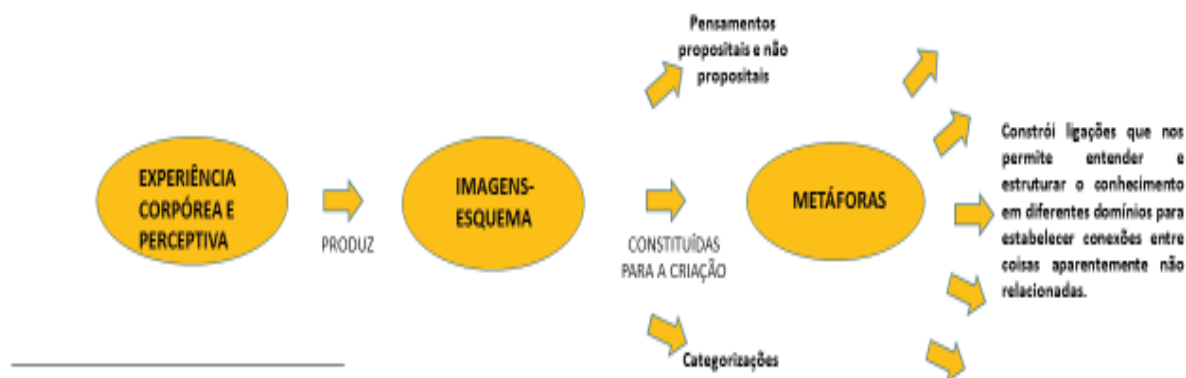 EXPERIÊNCIA
CORPÓREA E
PERCEPTIVA
PRODUZ
IMAGENS-
ESQUEMA
Pensamentos
propositais e não
propositais
CONSTITUÍDAS
PARA A CRIAÇÃO
Categorizações
METÁFORAS
Constrói ligações que nos
permite entender e
estruturar o conhecimento
em diferentes domínios para
estabelecer conexões entre
coisas aparentemente não
relacionadas.